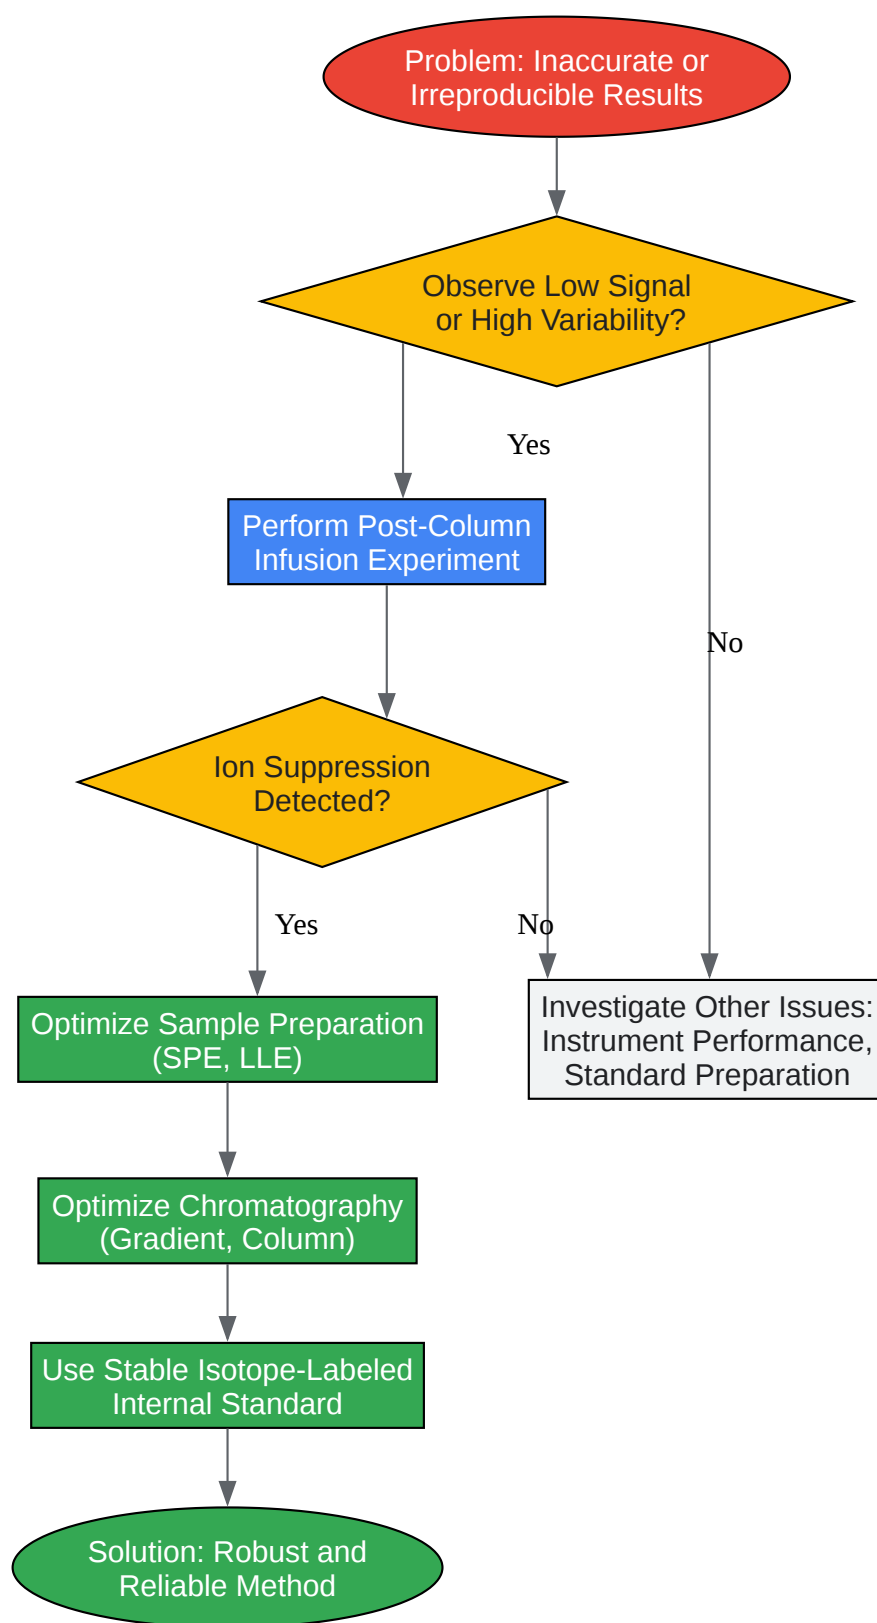 Problem: Inaccurate or
Irreproducible Results
Observe Low Signal
or High Variability?
Yes
Perform Post-Column
Infusion Experiment
No
Ion Suppression
Detected?
Yes
No
Optimize Sample Preparation
(SPE, LLE)
Investigate Other Issues:
Instrument Performance,
Standard Preparation
Optimize Chromatography
(Gradient, Column)
Use Stable Isotope-Labeled
Internal Standard
Solution: Robust and
Reliable Method